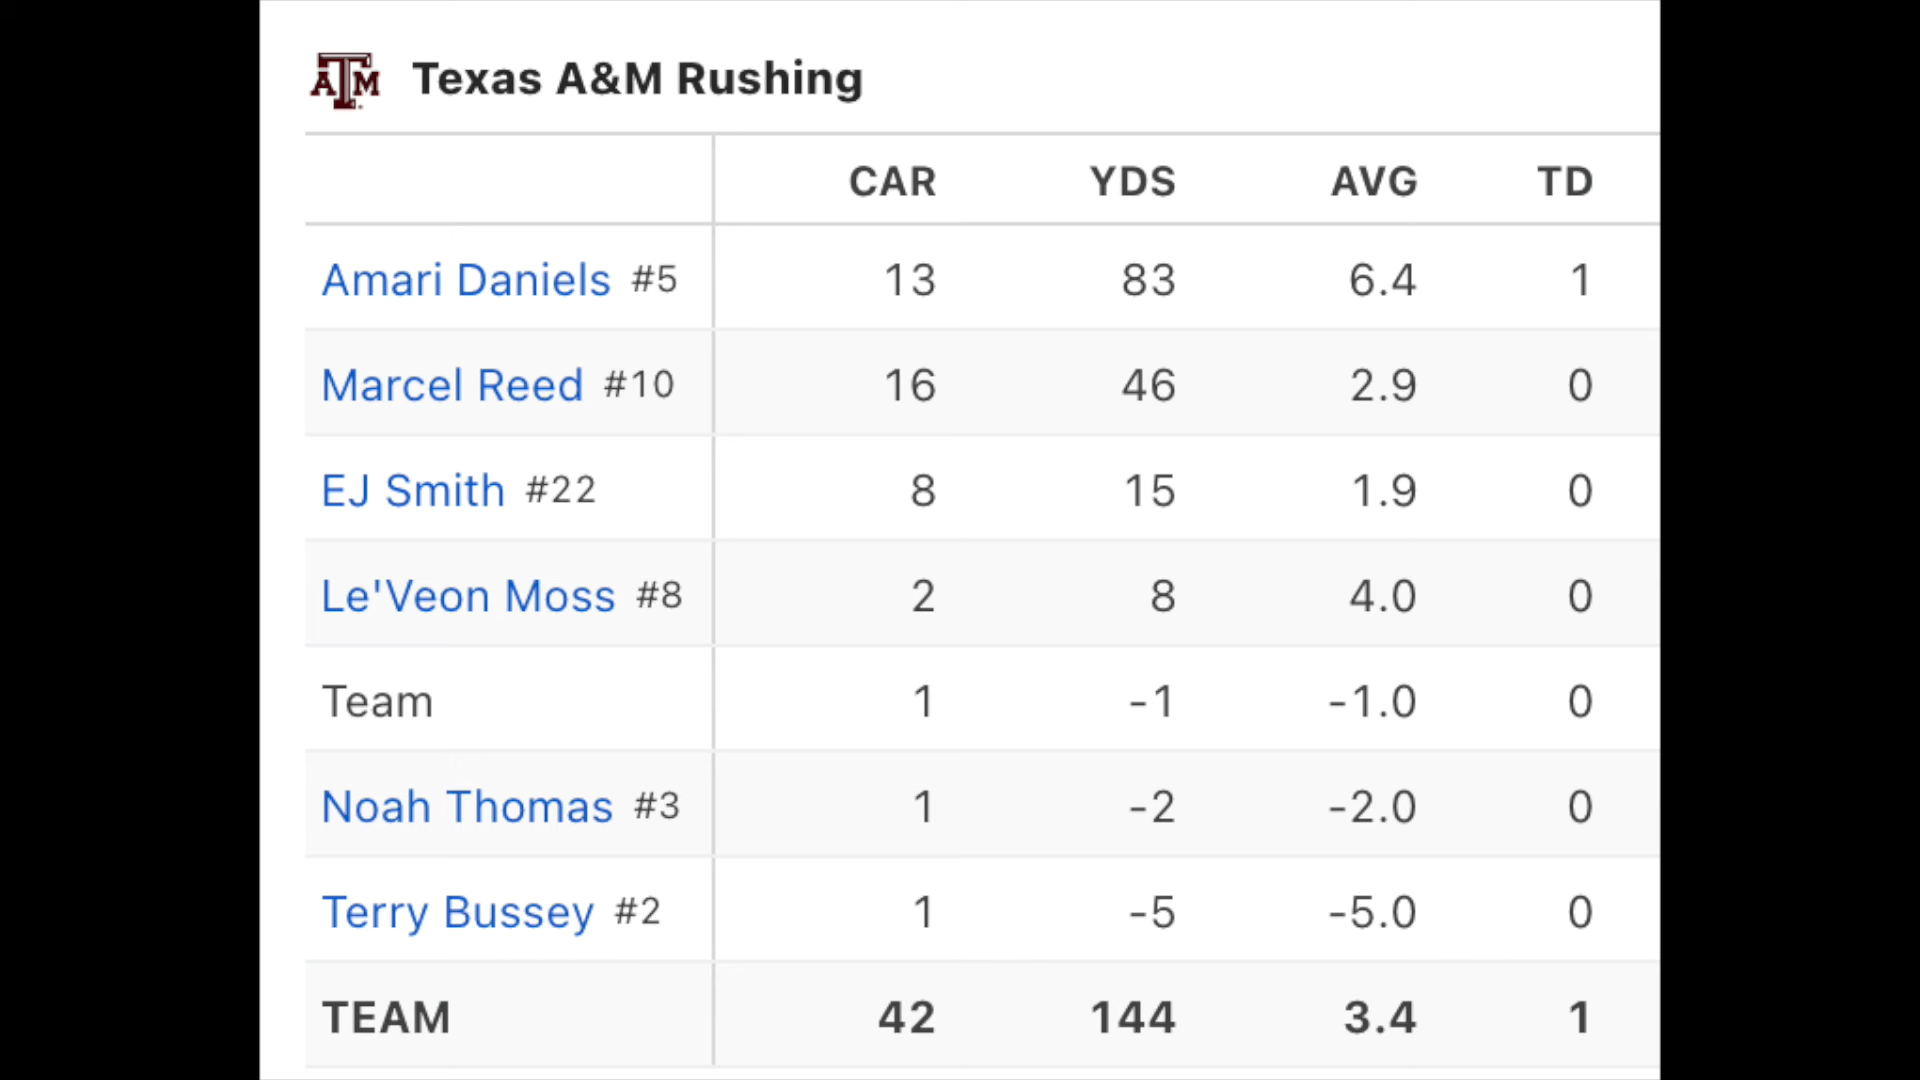 ATM Texas A&M Rushing
CAR YDS AVG TD
Amari Daniels #5 13 83 6.4 1
Marcel Reed #10 16 46 2.9 0
EJ Smith #22 8 15 1.9 0
Le'Veon Moss #8 2 8 4.0 0
Team 1 -1 -1.0 0
Noah Thomas #3 1 -2 -2.0 0
Terry Bussey #2 1 -5 -5.0 0
TEAM 42 144 3.4 1